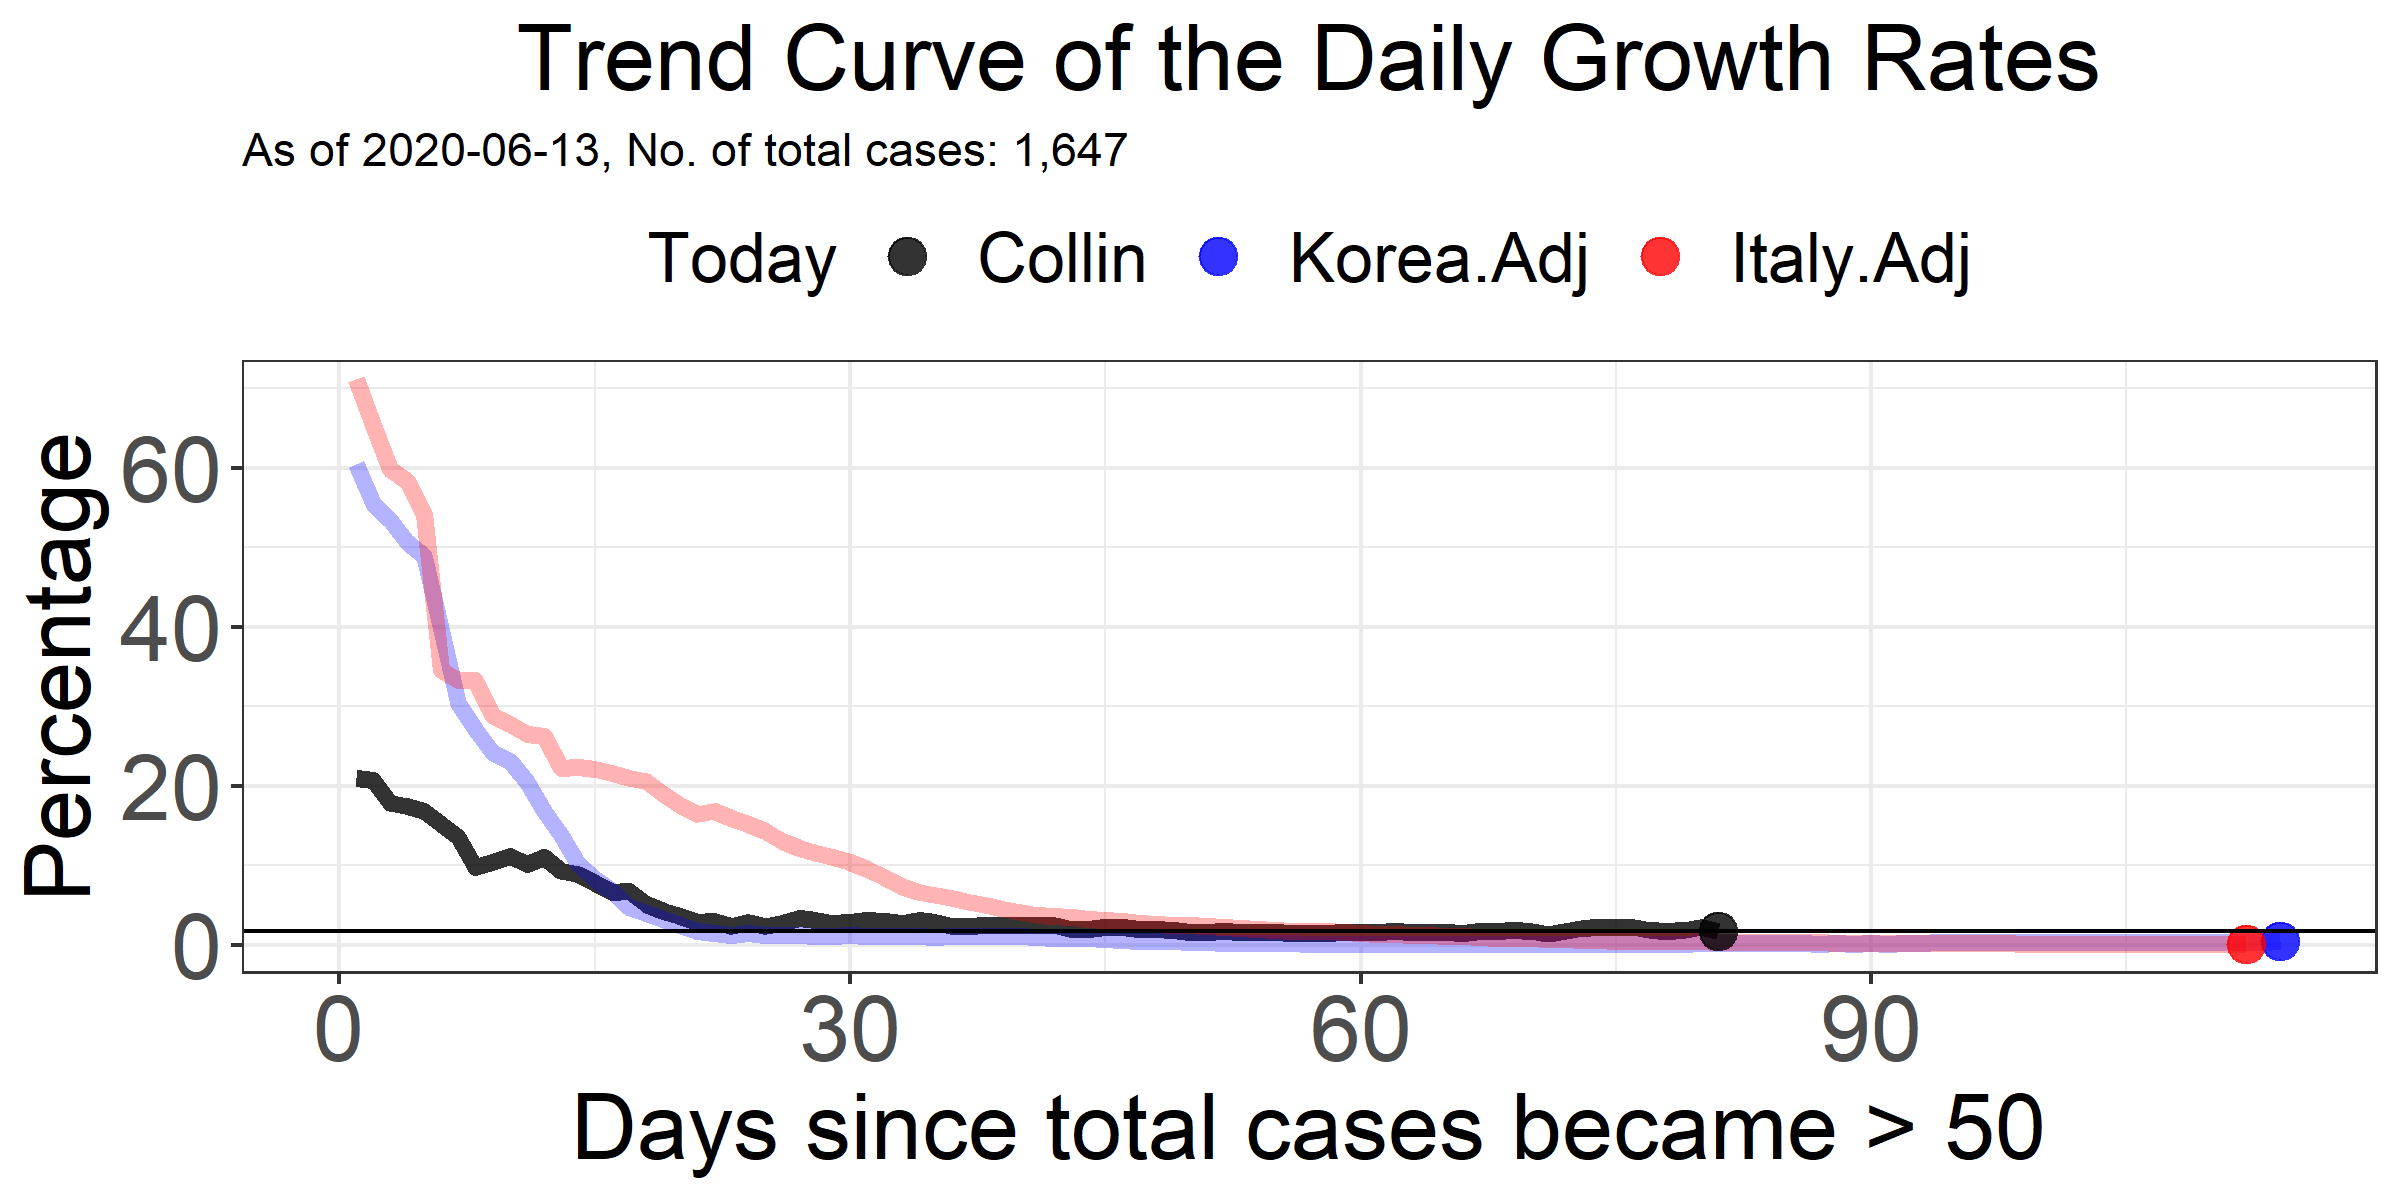 Trend Curve of the Daily Growth Rates
As of 2020-06-13, No. of total cases: 1,647
Today Collin Korea.Adj Italy.Adj
Percentage
60
40
20
0
0 30 60 90
Days since total cases became > 50